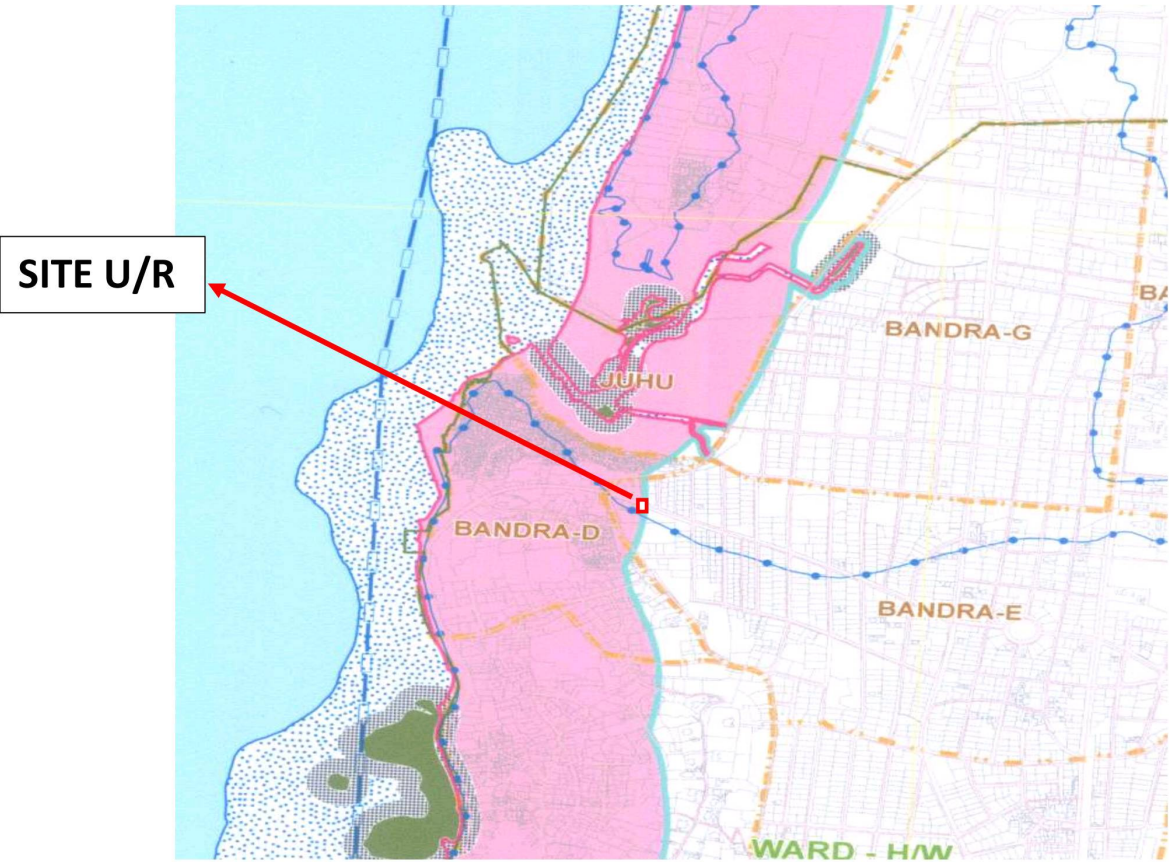 SITE U/R
BA
BANDRA-G
JUHU
BANDRA-D
BANDRA-E
WARD - H/W